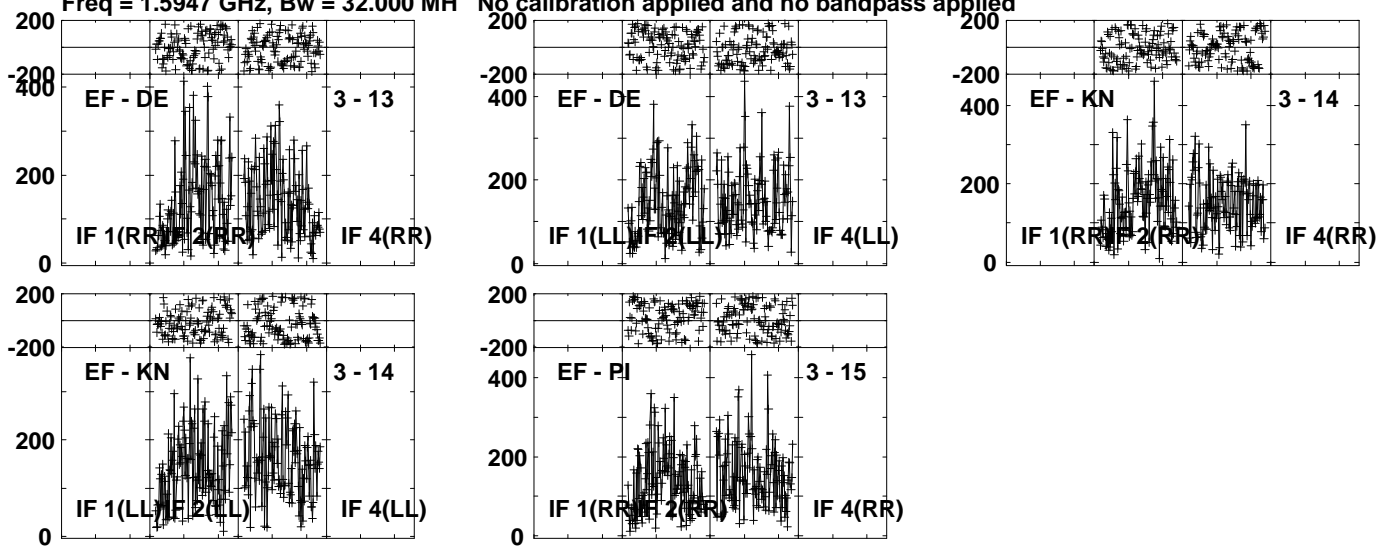 Freq = 1.5947 GHz, Bw = 32.000 MH No calibration applied and no bandpass applied
200
-200
400
200
0
EF - DE 3 - 13
IF 1(RR) IF 2(RR) IF 4(RR)
200
-200
400
200
0
EF - DE 3 - 13
IF 1(LL) IF 2(LL) IF 4(LL)
200
-200
400
200
0
EF - KN 3 - 14
IF 1(RR) IF 2(RR) IF 4(RR)
200
-200
200
0
EF - KN 3 - 14
IF 1(LL) IF 2(LL) IF 4(LL)
200
-200
400
200
0
EF - PI 3 - 15
IF 1(RR) IF 2(RR) IF 4(RR)